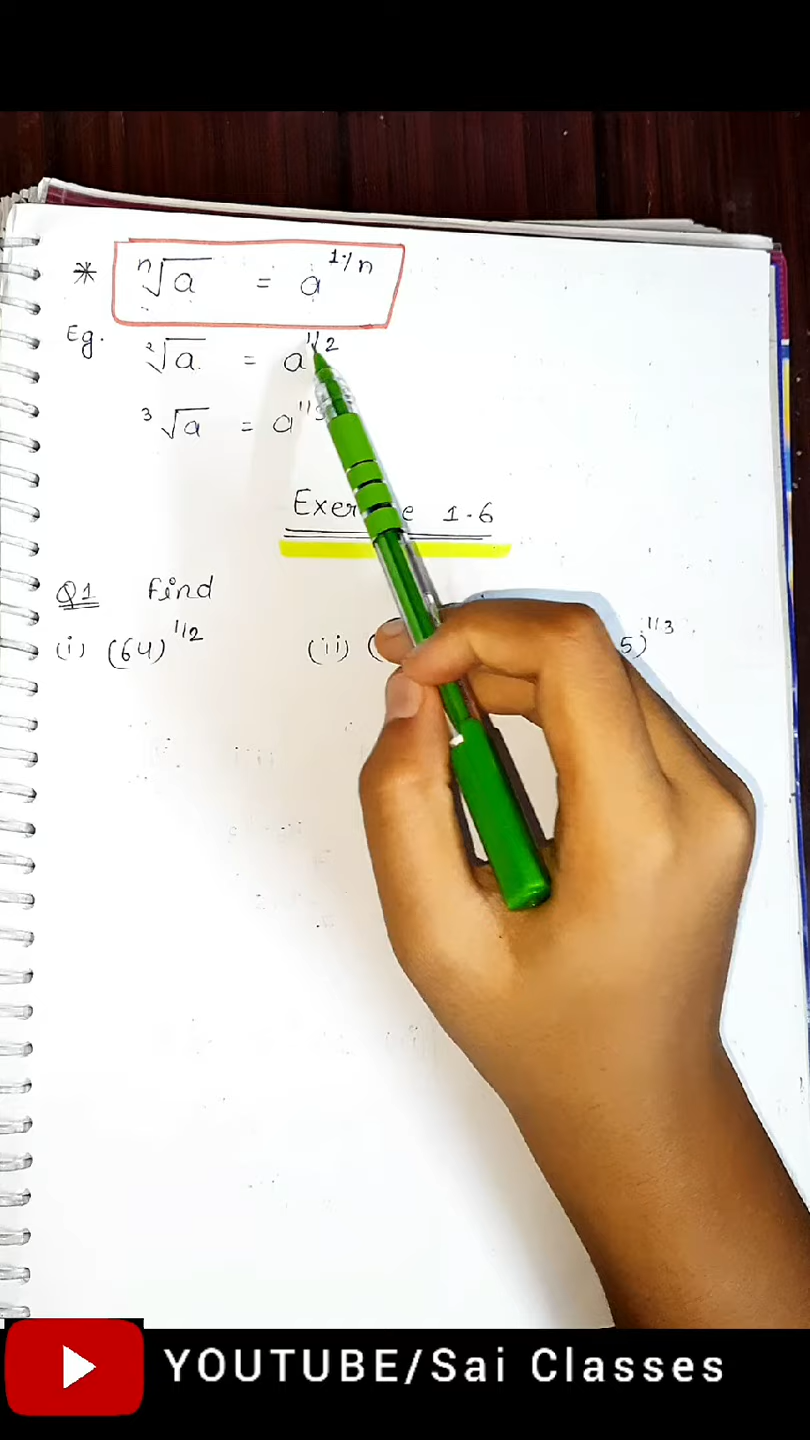 * ⁿ√a = a^1/n
Eg. ²√a = a^1/2
³√a = a^1/3
1.6
Q1 Find
(i) (64)^1/2 (ii) ( 5)^1/3
YOUTUBE/Sai Classes